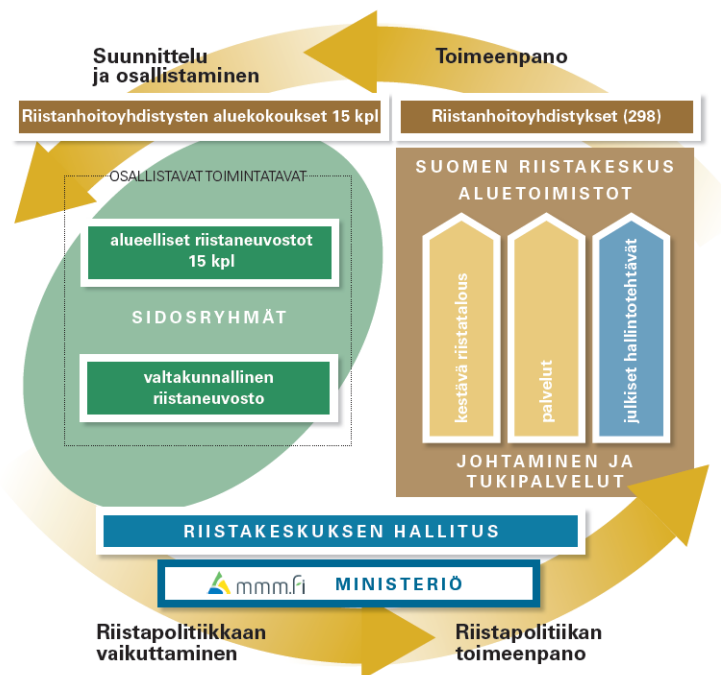 Suunnittelu
ja osallistaminen
Toimeenpano
Riistanhoitoyhdistysten aluekokoukset 15 kpl
Riistanhoitoyhdistykset (298)
OSALLISTAVAT TOIMINTATAVAT
alueelliset riistaneuvostot
15 kpl
SIDOSRYHMÄT
valtakunnallinen
riistaneuvosto
SUOMEN RIISTAKESKUS
ALUETOIMISTOT
kestävä riistatalous
palvelut
julkiset hallintotehtävät
JOHTAMINEN JA
TUKIPALVELUT
RIISTAKESKUKSEN HALLITUS
mmm.fi MINISTERIÖ
Riistapolitiikkaan
vaikuttaminen
Riistapolitiikan
toimeenpano